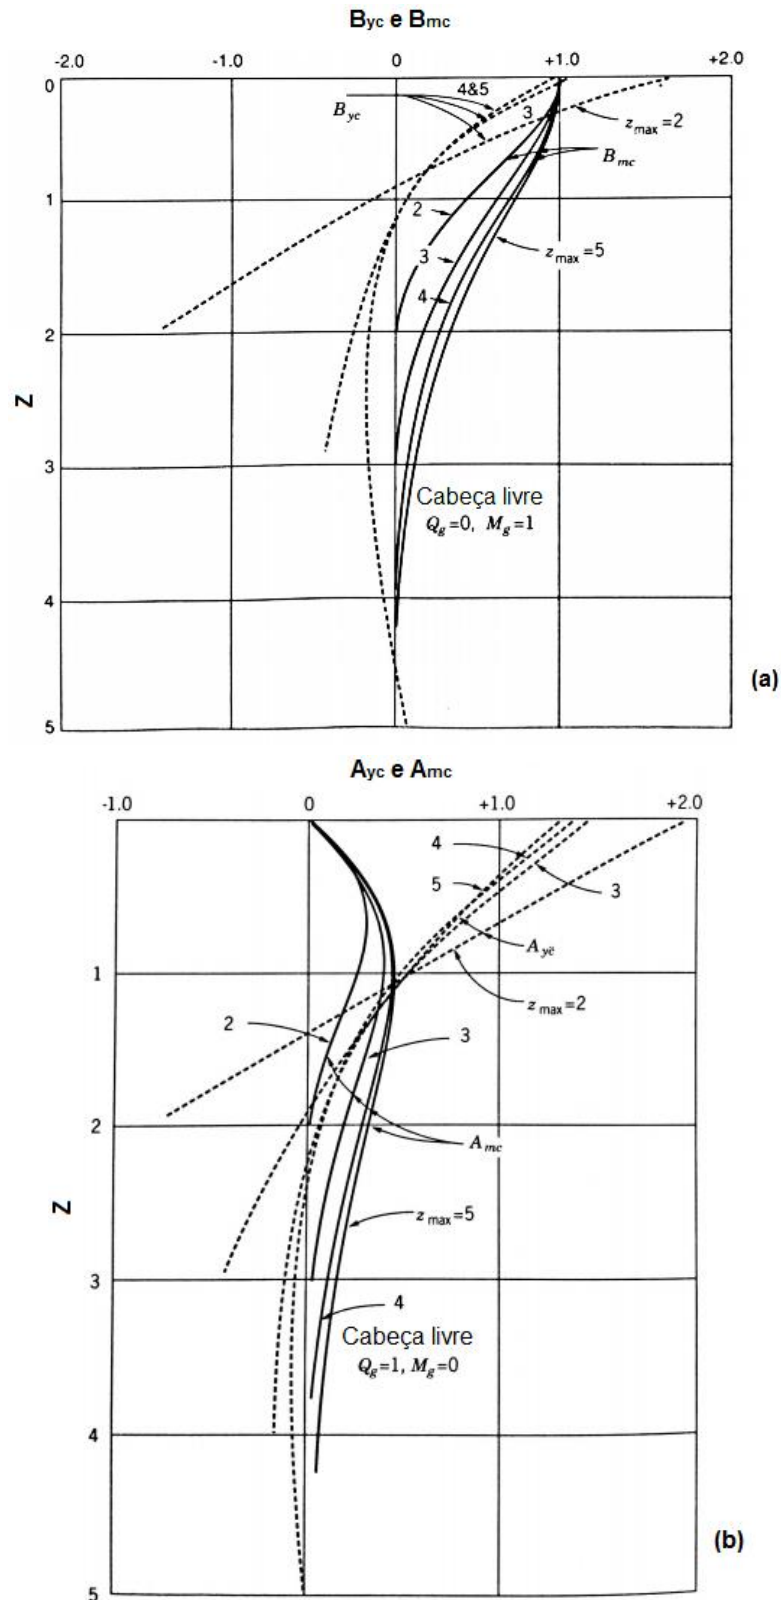 Byc e Bmc
-2.0 -1.0 0 +1.0 +2.0
0
4&5
Byc
3
zmax=2
Bmc
1
2
3
zmax=5
4
2
Z
3
Cabeça livre
Qg=0, Mg=1
4
(a)
5
Ayc e Amc
-1.0 0 +1.0 +2.0
4
5
3
Ayc
1
zmax=2
2
3
2
Amc
Z
zmax=5
3
4
Cabeça livre
Qg=1, Mg=0
4
(b)
5